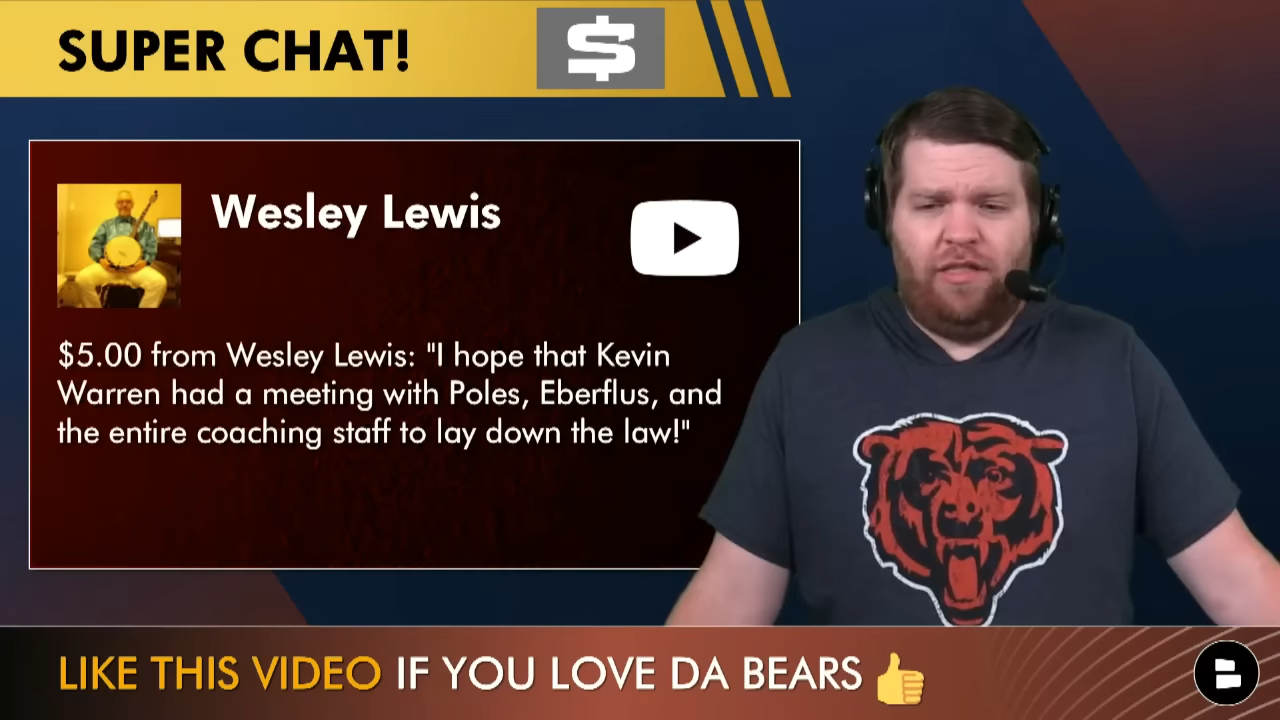 SUPER CHAT!
$
Wesley Lewis
$5.00 from Wesley Lewis: "I hope that Kevin
Warren had a meeting with Poles, Eberflus, and
the entire coaching staff to lay down the law!"
LIKE THIS VIDEO IF YOU LOVE DA BEARS